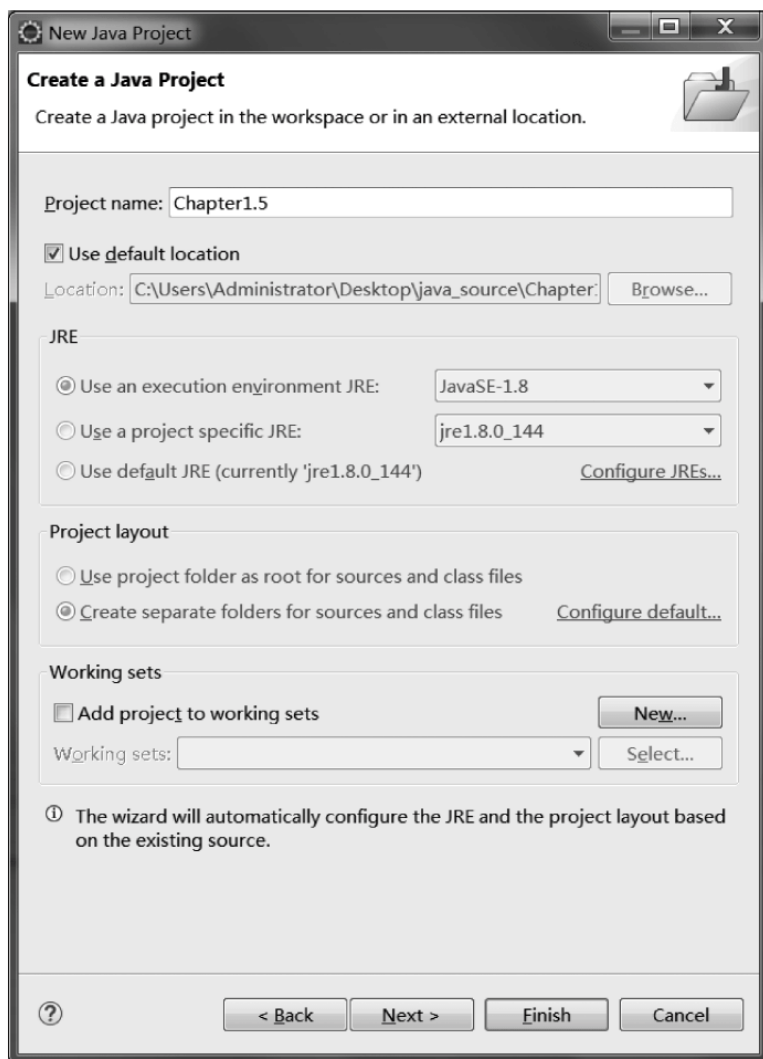 New Java Project
Create a Java Project
Create a Java project in the workspace or in an external location.
Project name: Chapter1.5
Use default location
Location: C:\Users\Administrator\Desktop\java_source\Chapter Browse...
JRE
Use an execution environment JRE: JavaSE-1.8
Use a project specific JRE: jre1.8.0_144
Use default JRE (currently 'jre1.8.0_144') Configure JREs...
Project layout
Use project folder as root for sources and class files
Create separate folders for sources and class files Configure default...
Working sets
Add project to working sets New...
Working sets: Select...
The wizard will automatically configure the JRE and the project layout based
on the existing source.
< Back Next > Finish Cancel